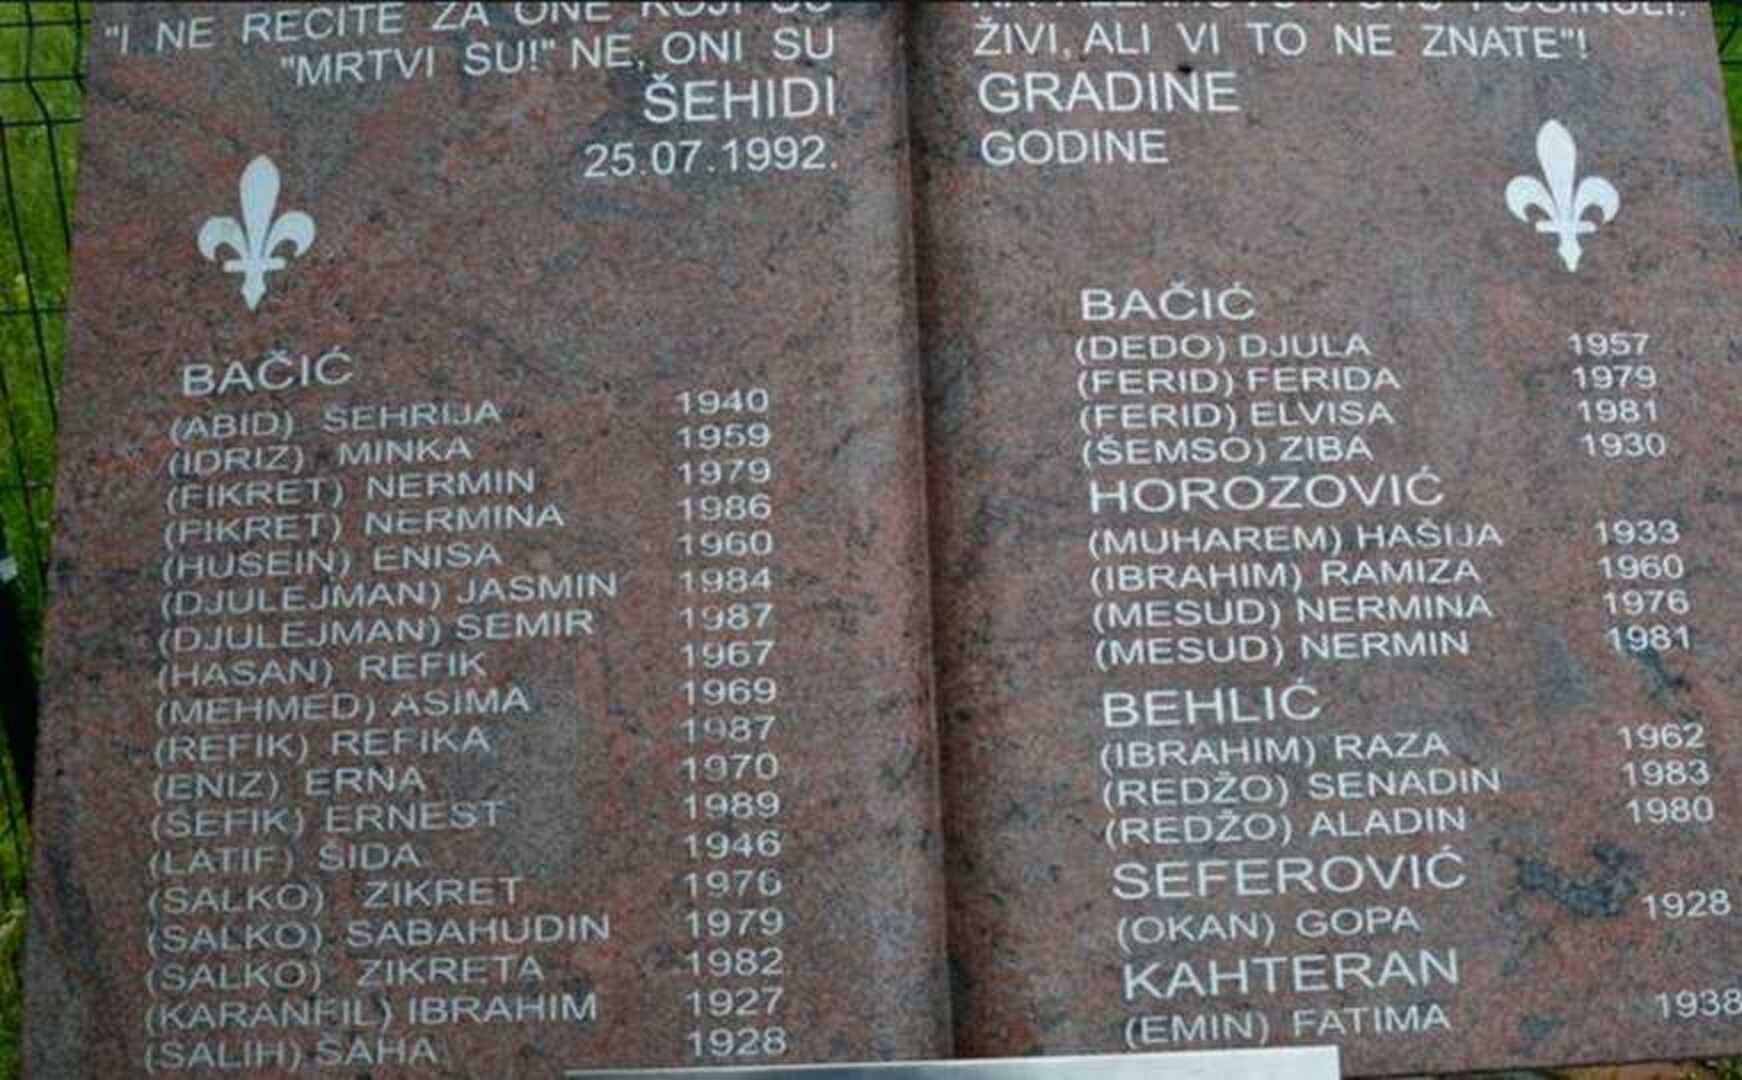 "I NE RECITE ZA ONE KOJI SU
"MRTVI SU!" NE, ONI SU
ŠEHIDI
25.07.1992.
BAČIĆ
(ABID) ŠEHRIJA 1940
(IDRIZ) MINKA 1959
(FIKRET) NERMIN 1979
(FIKRET) NERMINA 1986
(HUSEIN) ENISA 1960
(DJULEJMAN) JASMIN 1984
(DJULEJMAN) SEMIR 1987
(HASAN) REFIK 1967
(MEHMED) ASIMA 1969
(REFIK) REFIKA 1987
(ENIZ) ERNA 1970
(SEFIK) ERNEST 1989
(LATIF) ŠIDA 1946
(SALKO) ZIKRET 1976
(SALKO) SABAHUDIN 1979
(SALKO) ZIKRETA 1982
(KARANFIL) IBRAHIM 1927
(SALIH) SAHA 1928
NA ALLAHOVU PUTU POGINULI:
ŽIVI, ALI VI TO NE ZNATE"!
GRADINE
GODINE
BAČIĆ
(DEDO) DJULA 1957
(FERID) FERIDA 1979
(FERID) ELVISA 1981
(ŠEMSO) ZIBA 1930
HOROZOVIĆ
(MUHAREM) HAŠIJA 1933
(IBRAHIM) RAMIZA 1960
(MESUD) NERMINA 1976
(MESUD) NERMIN 1981
BEHLIĆ
(IBRAHIM) RAZA 1962
(REDŽO) SENADIN 1983
(REDŽO) ALADIN 1980
SEFEROVIĆ
(OKAN) GOPA 1928
KAHTERAN
(EMIN) FATIMA 1938